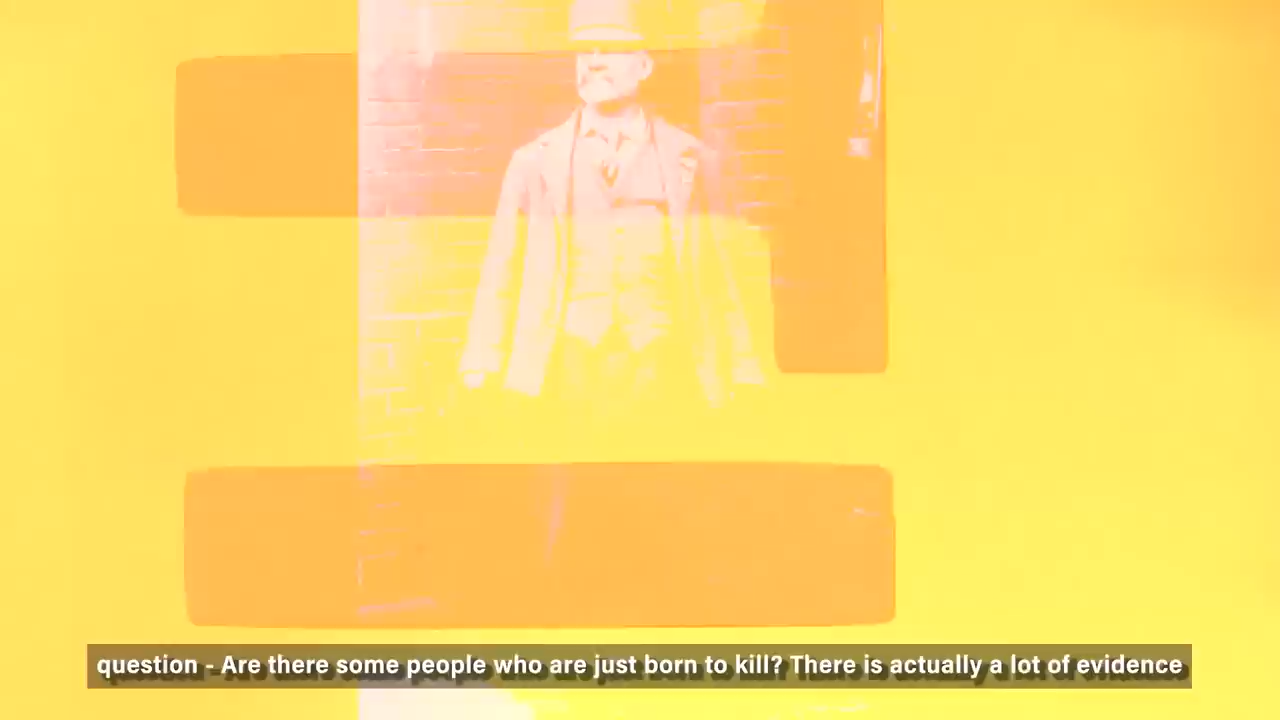 question - Are there some people who are just born to kill? There is actually a lot of evidence